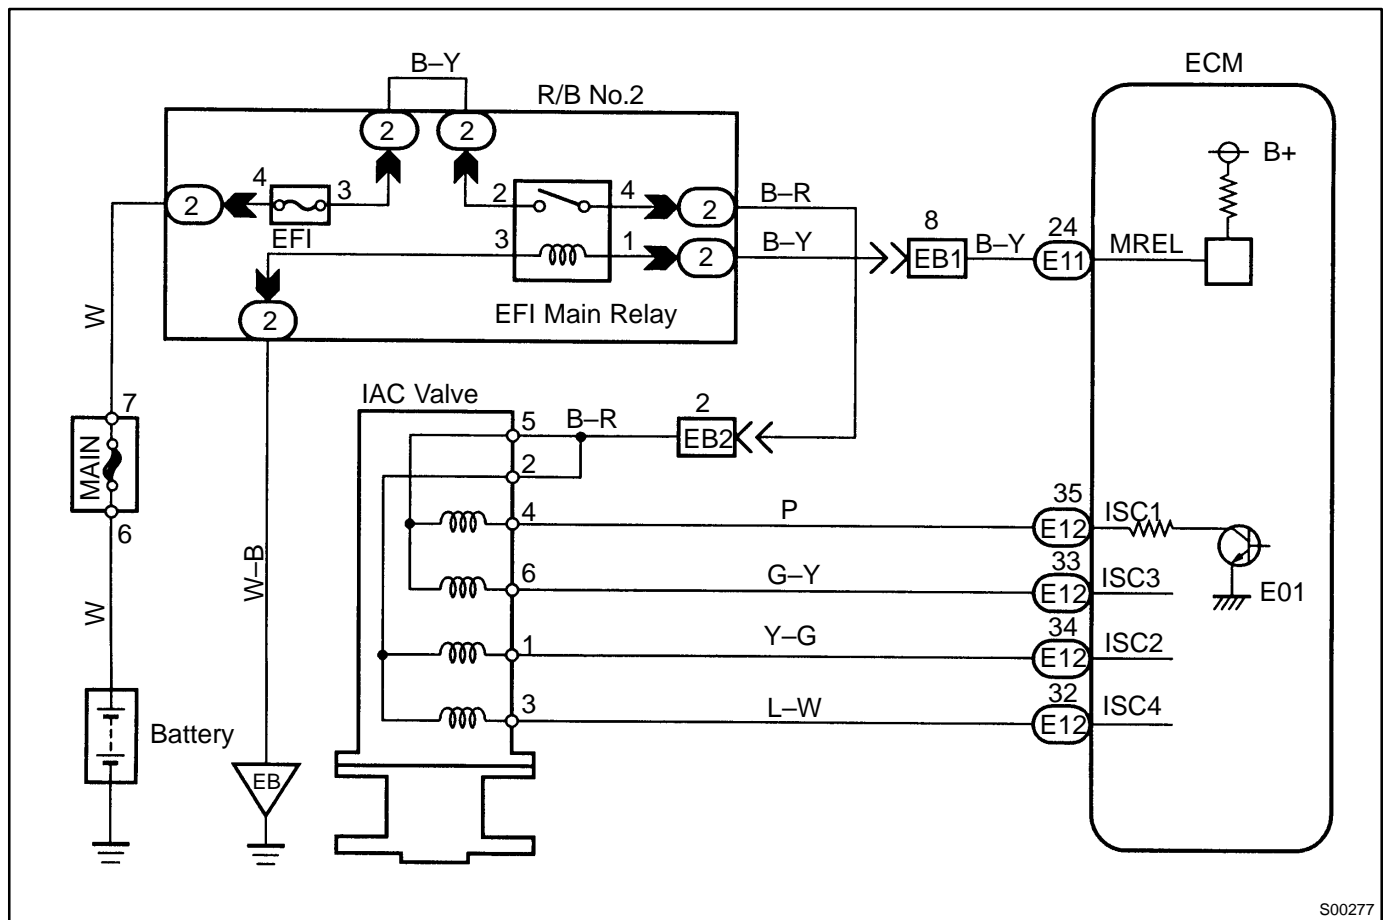 B–Y
ECM
R/B No.2
2
2
B+
4
3
2
4
B–R
2
2
8
24
EFI
3
1
B–Y
B–Y
MREL
2
EB1
E11
2
EFI Main Relay
W
IAC Valve
7
5
B–R
2
EB2
2
MAIN
35
4
P
ISC1
E12
6
33
W–B
6
G–Y
ISC3
E12
E01
W
34
1
Y–G
ISC2
E12
32
3
L–W
ISC4
E12
Battery
EB
S00277